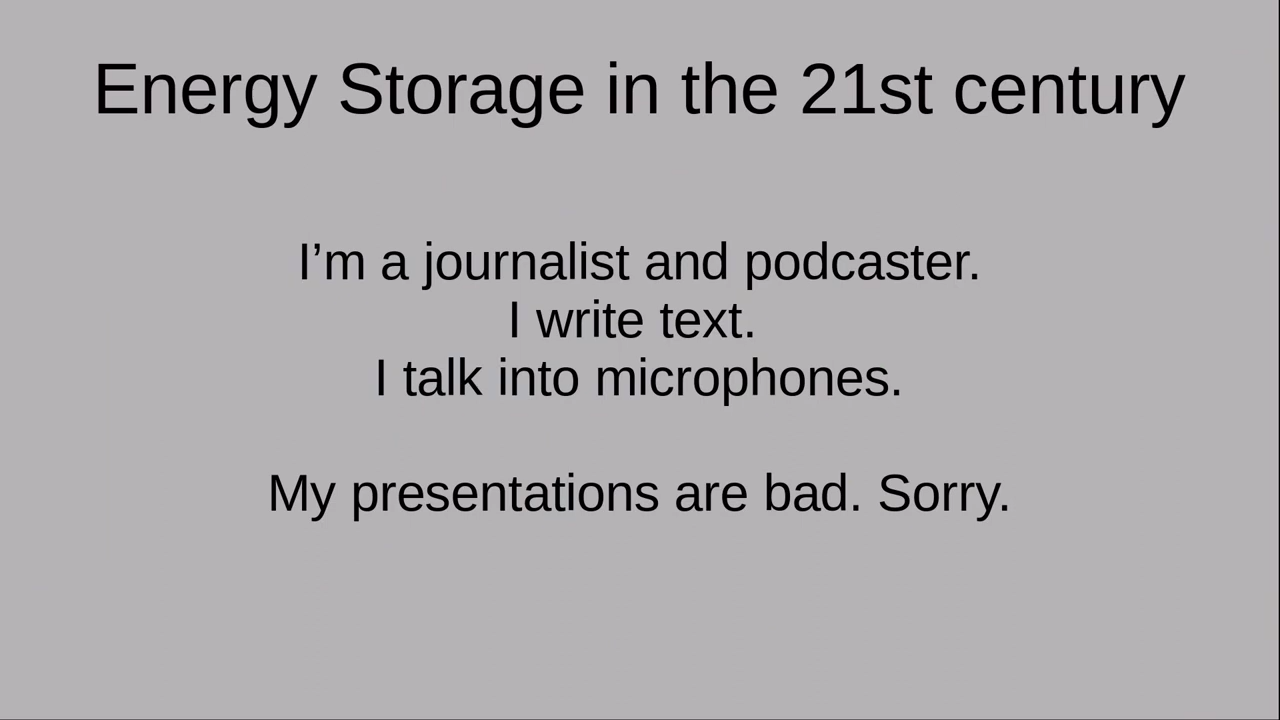 Energy Storage in the 21st century
I’m a journalist and podcaster.
I write text.
I talk into microphones.
My presentations are bad. Sorry.